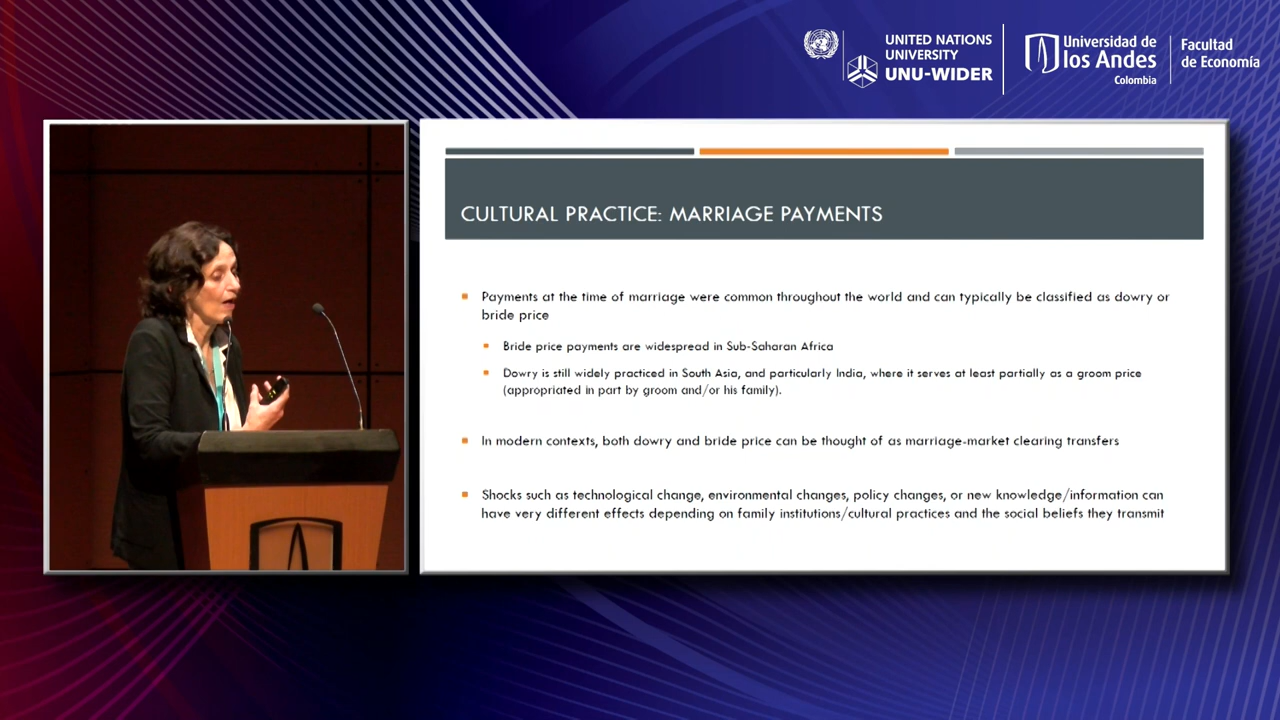 UNITED NATIONS
UNIVERSITY
UNU-WIDER
Universidad de
los Andes
Colombia
Facultad
de Economía
CULTURAL PRACTICE: MARRIAGE PAYMENTS
Payments at the time of marriage were common throughout the world and can typically be classified as dowry or
bride price
Bride price payments are widespread in Sub-Saharan Africa
Dowry is still widely practiced in South Asia, and particularly India, where it serves at least partially as a groom price
(appropriated in part by groom and/or his family).
In modern contexts, both dowry and bride price can be thought of as marriage-market clearing transfers
Shocks such as technological change, environmental changes, policy changes, or new knowledge/information can
have very different effects depending on family institutions/cultural practices and the social beliefs they transmit